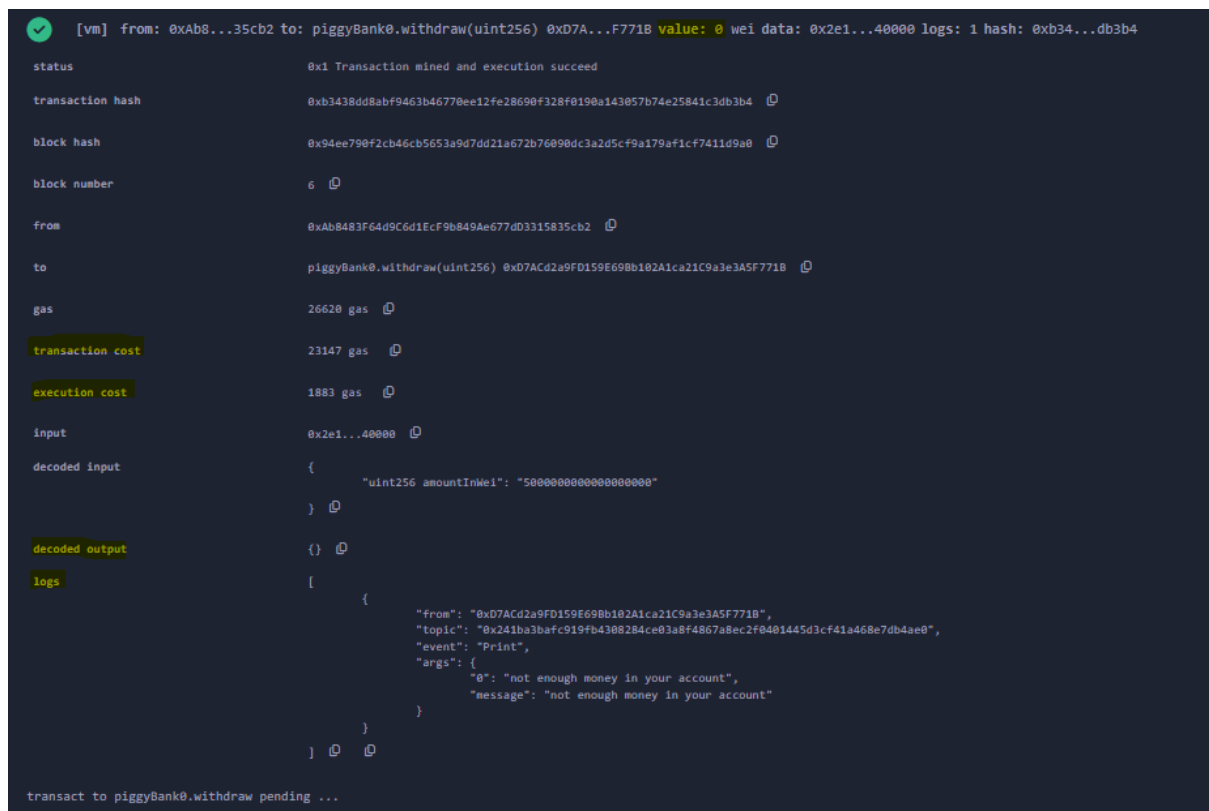 [vm] from: 0xAb8...35cb2 to: piggyBank0.withdraw(uint256) 0xD7A...F771B value: 0 wei data: 0x2e1...40000 logs: 1 hash: 0xb34...db3b4
status 0x1 Transaction mined and execution succeed
transaction hash 0xb3438dd8abf9463b46770ee12fe28690f328f0190a143057b74e25841c3db3b4
block hash 0x94ee790f2cb46cb5653a9d7dd21a672b76090dc3a2d5cf9a179af1cf7411d9a0
block number 6
from 0xAb8483F64d9C6d1EcF9b849Ae677dD3315835cb2
to piggyBank0.withdraw(uint256) 0xD7ACd2a9FD159E69Bb102A1ca21C9a3e3A5F771B
gas 26620 gas
transaction cost 23147 gas
execution cost 1883 gas
input 0x2e1...40000
decoded input {
"uint256 amountInWei": "5000000000000000000"
}
decoded output {}
logs [
{
"from": "0xD7ACd2a9FD159E69Bb102A1ca21C9a3e3A5F771B",
"topic": "0x241ba3bafc919fb4308284ce03a8f4867a8ec2f0401445d3cf41a468e7db4ae0",
"event": "Print",
"args": {
"0": "not enough money in your account",
"message": "not enough money in your account"
}
}
]
transact to piggyBank0.withdraw pending ...